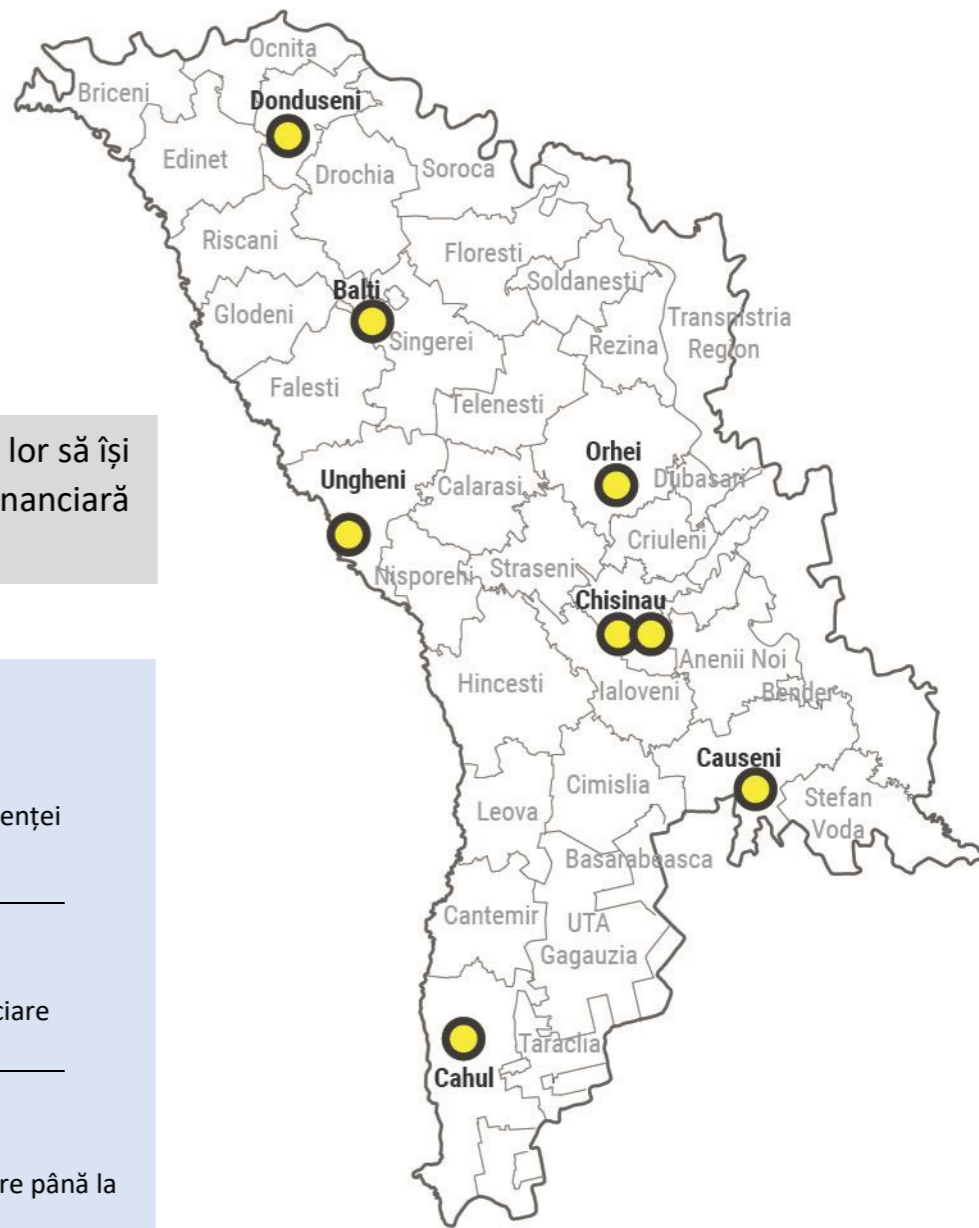 Ocnita
Briceni
Donduseni
Edinet
Drochia
Soroca
Riscani
Floresti
Soldanesti
Balti
Glodeni
Singerei
Transnistria
Region
Rezina
Falesti
Telenesti
lor să își
nanciară
Orhei
Ungheni
Calarasi
Dubasari
Criuleni
Nisporeni
Straseni
Chisinau
Anenii Noi
Hincesti
Ialoveni
Bender
Causeni
Cimislia
Leova
Stefan
Voda
enței
Basarabeasca
Cantemir
UTA
Gagauzia
ciare
Taraclia
Cahul
re până la